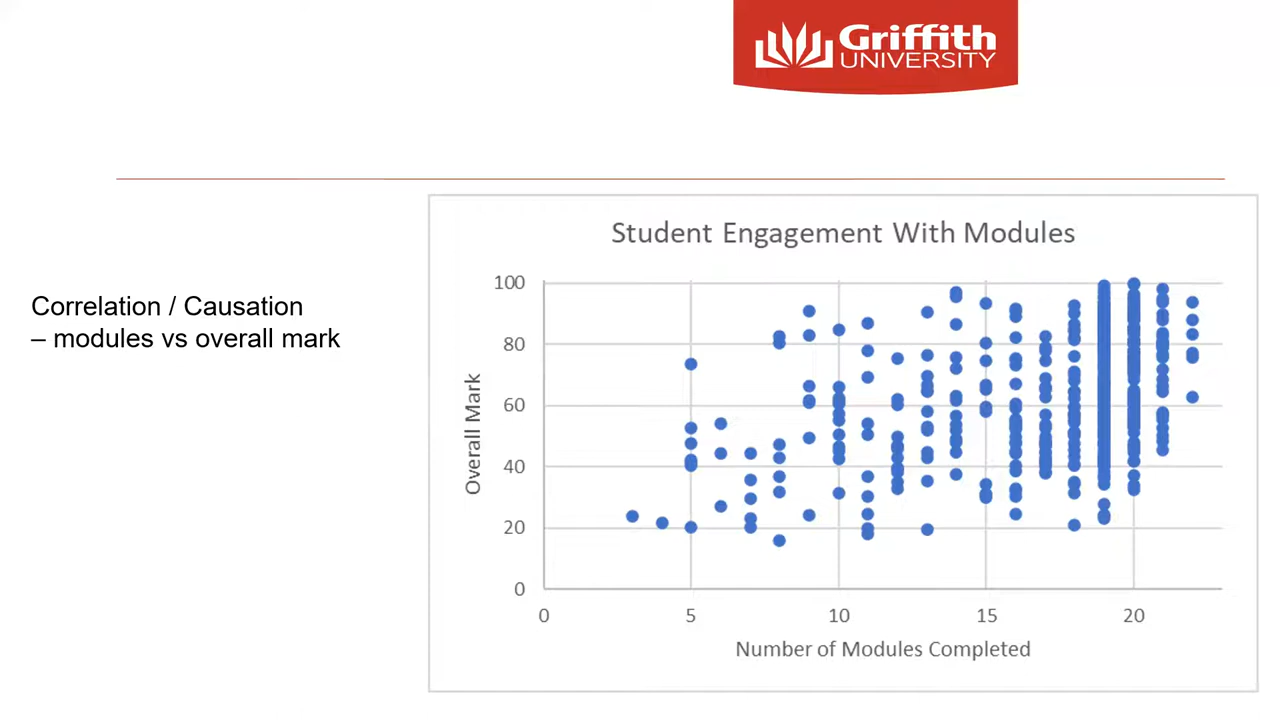 Griffith
UNIVERSITY
Correlation / Causation
– modules vs overall mark
Student Engagement With Modules
100
80
60
40
20
0
Overall Mark
0 5 10 15 20
Number of Modules Completed